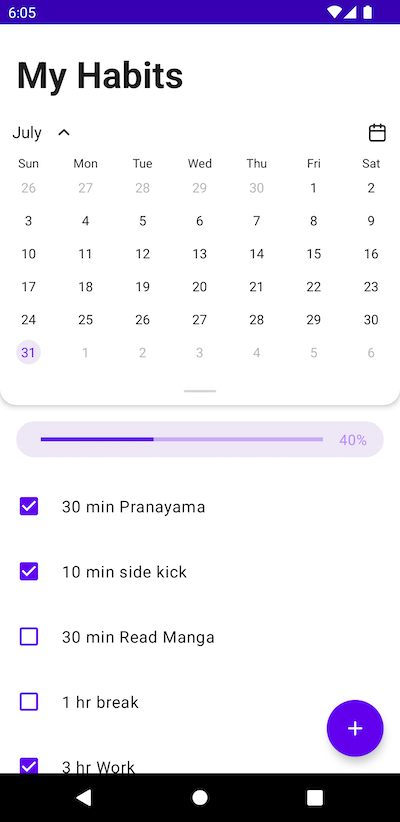 6:05
My Habits
July
Sun Mon Tue Wed Thu Fri Sat
26 27 28 29 30 1 2
3 4 5 6 7 8 9
10 11 12 13 14 15 16
17 18 19 20 21 22 23
24 25 26 27 28 29 30
31 1 2 3 4 5 6
40%
30 min Pranayama
10 min side kick
30 min Read Manga
1 hr break
3 hr Work